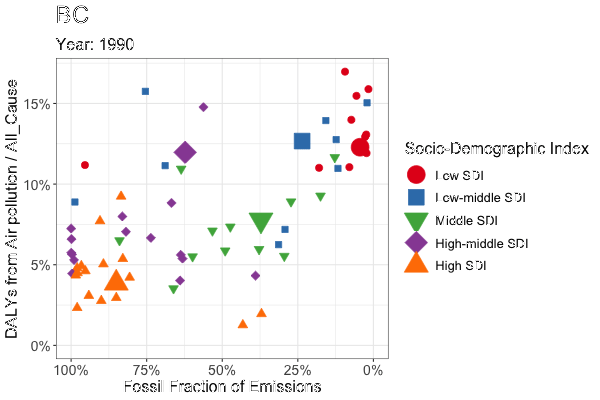 BC
Year: 1990
DALYs from Air pollution / All_Cause
15%
10%
5%
0%
100%
75%
50%
25%
0%
Fossil Fraction of Emissions
Socio-Demographic Index
Low SDI
Low-middle SDI
Middle SDI
High-middle SDI
High SDI